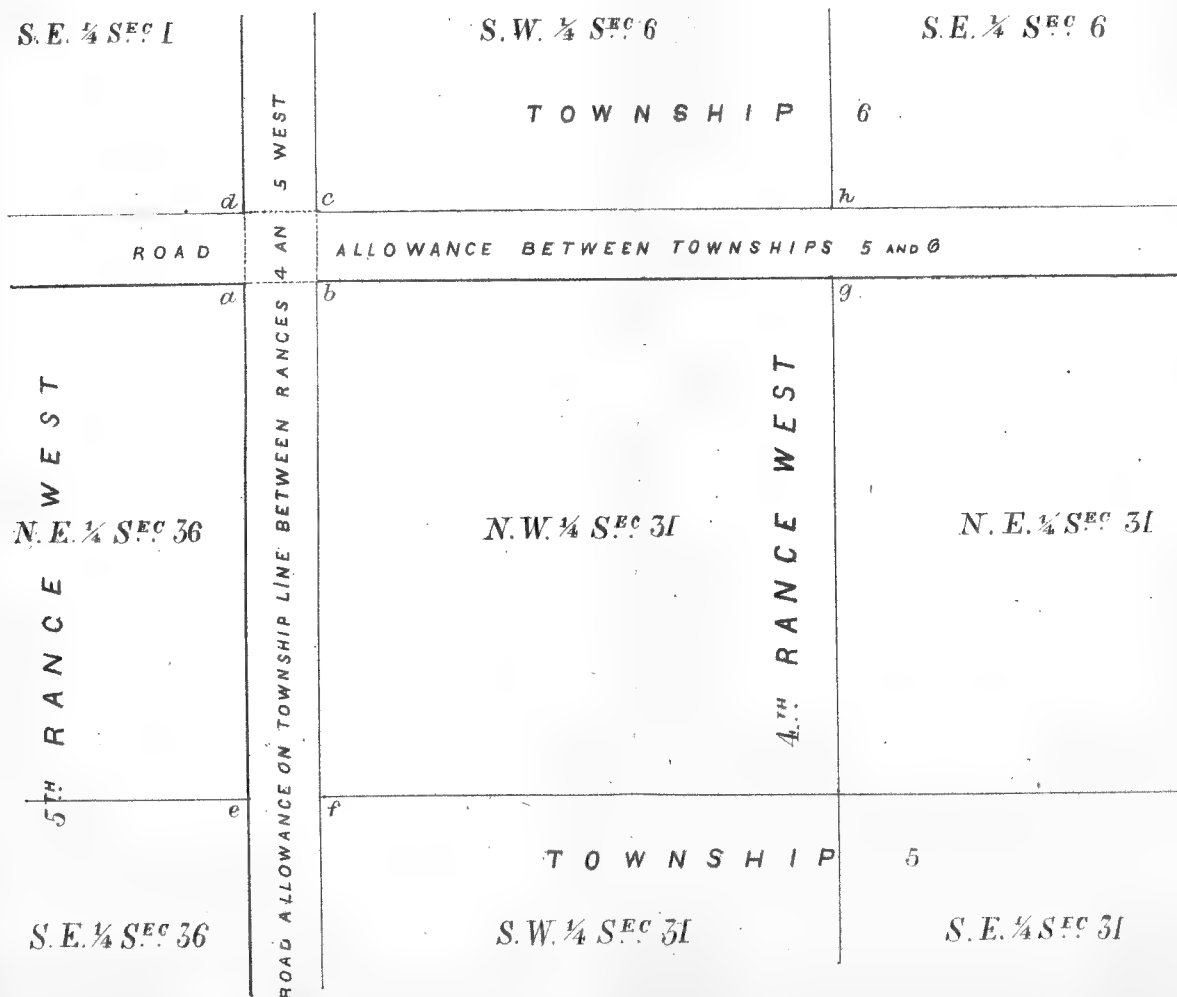 S.E. ¼ SEC 1
S.W. ¼ SEC 6
S.E. ¼ SEC 6
TOWNSHIP 6
d
c
h
ROAD
ALLOWANCE BETWEEN TOWNSHIPS 5 AND 6
a
b
g
ROAD ALLOWANCE ON TOWNSHIP LINE BETWEEN RANGES 4 AN 5 WEST
5TH RANGE WEST
4TH RANGE WEST
N.E. ¼ SEC 36
N.W. ¼ SEC 31
N.E. ¼ SEC 31
e
f
TOWNSHIP 5
S.E. ¼ SEC 36
S.W. ¼ SEC 31
S.E. ¼ SEC 31